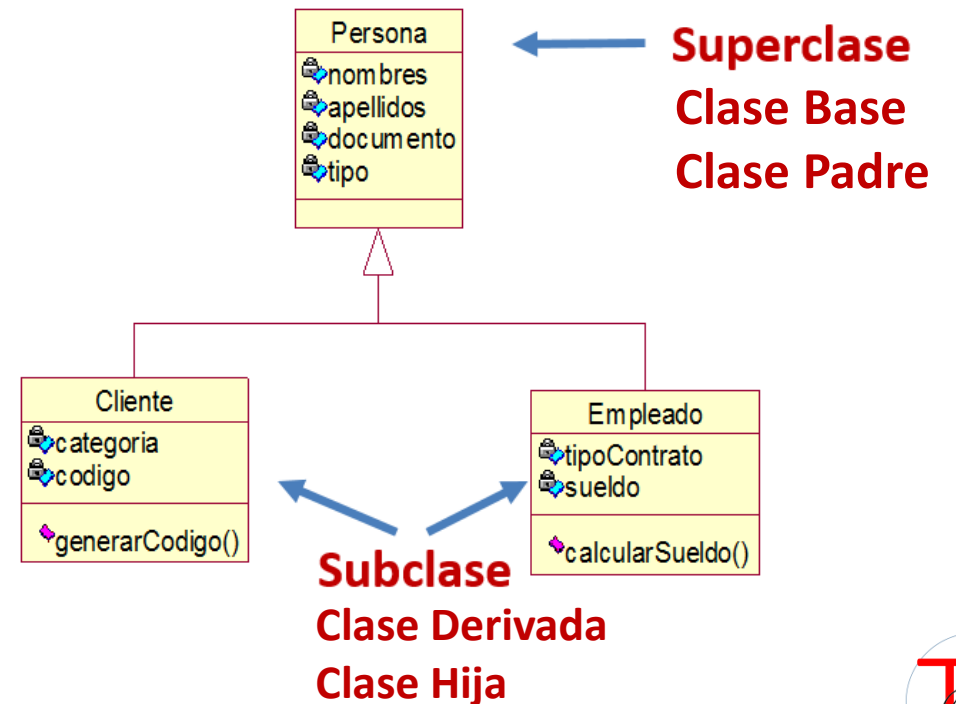 Persona
nombres
apellidos
documento
tipo
Superclase
Clase Base
Clase Padre
Cliente
categoria
codigo
generarCodigo()
Empleado
tipoContrato
sueldo
calcularSueldo()
Subclase
Clase Derivada
Clase Hija